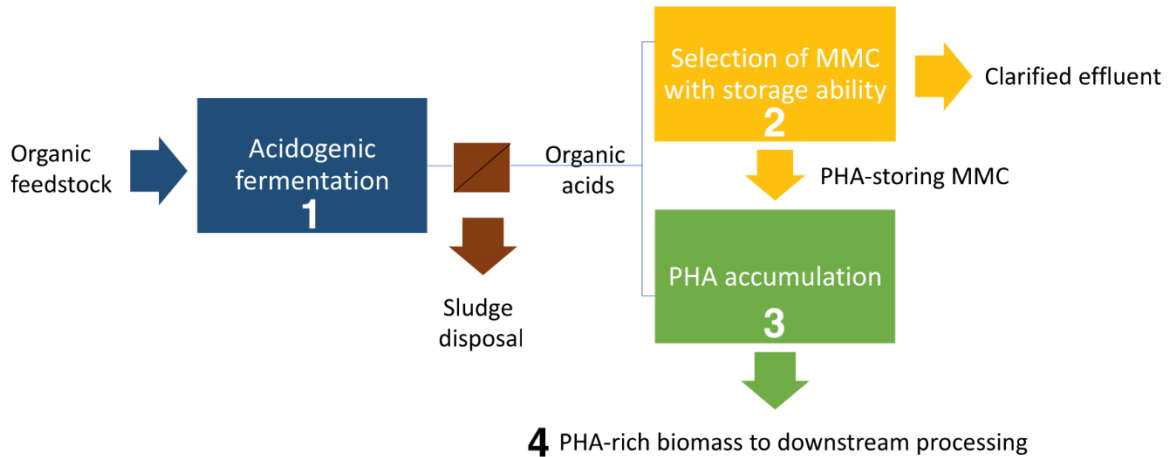 Organic
feedstock
Acidogenic
fermentation
1
Sludge
disposal
Organic
acids
Selection of MMC
with storage ability
2
Clarified effluent
PHA-storing MMC
PHA accumulation
3
4 PHA-rich biomass to downstream processing